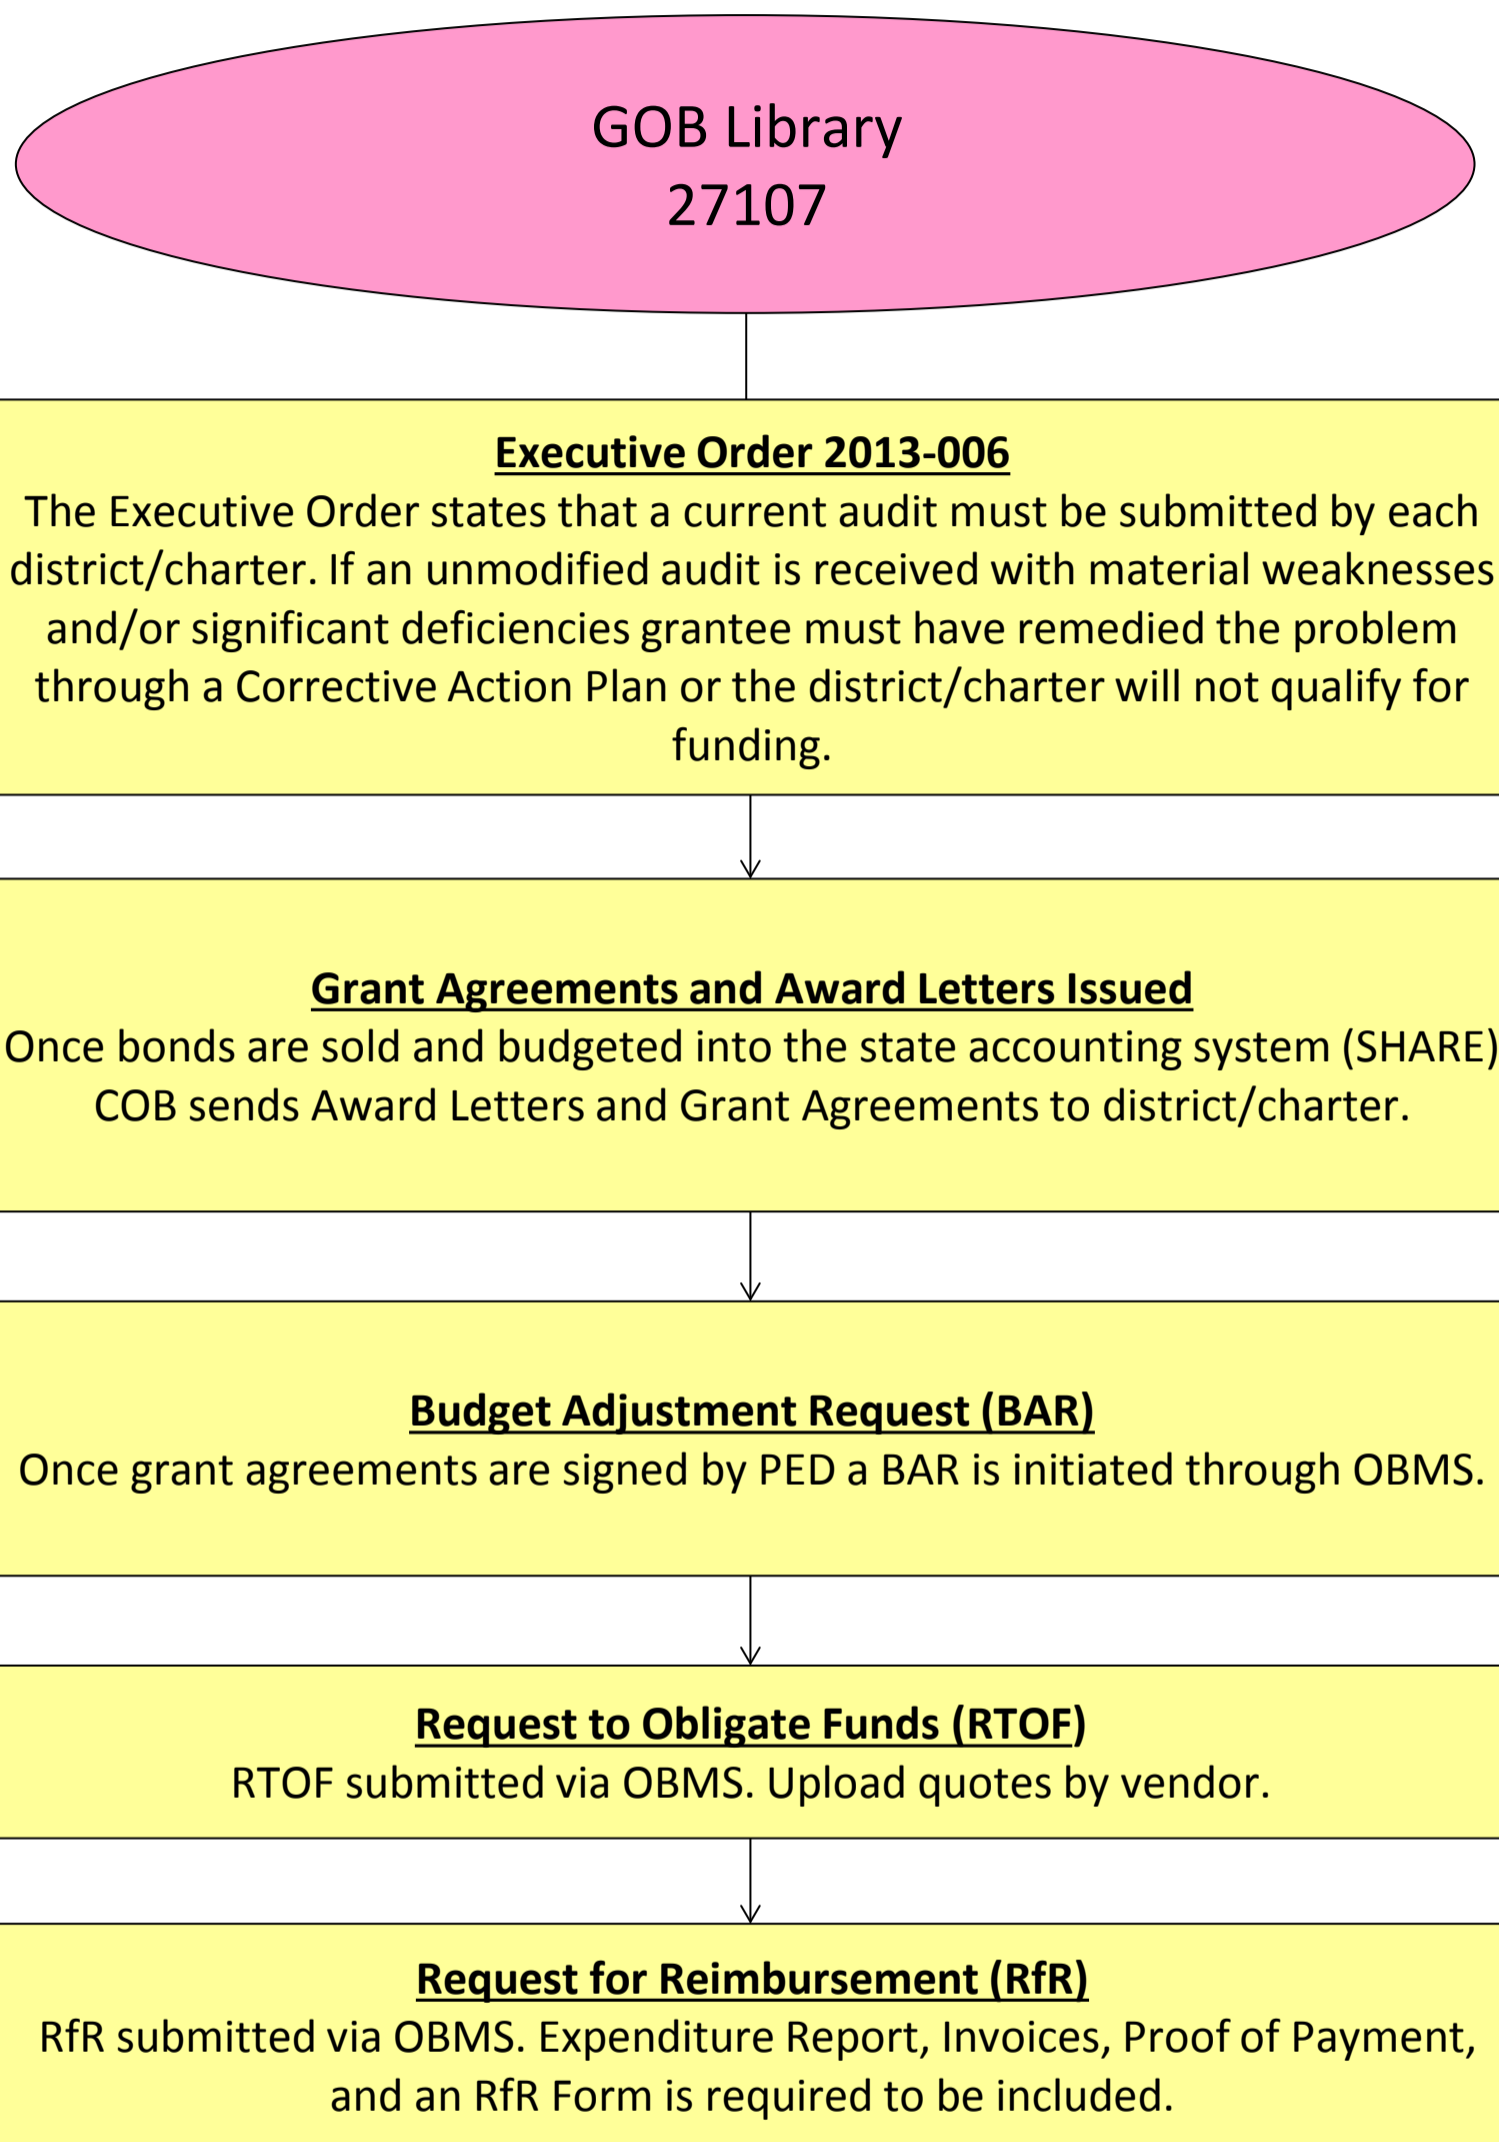 GOB Library
27107
Executive Order 2013-006
The Executive Order states that a current audit must be submitted by each
district/charter. If an unmodified audit is received with material weaknesses
and/or significant deficiencies grantee must have remedied the problem
through a Corrective Action Plan or the district/charter will not qualify for
funding.
Grant Agreements and Award Letters Issued
Once bonds are sold and budgeted into the state accounting system (SHARE)
COB sends Award Letters and Grant Agreements to district/charter.
Budget Adjustment Request (BAR)
Once grant agreements are signed by PED a BAR is initiated through OBMS.
Request to Obligate Funds (RTOF)
RTOF submitted via OBMS. Upload quotes by vendor.
Request for Reimbursement (RfR)
RfR submitted via OBMS. Expenditure Report, Invoices, Proof of Payment,
and an RfR Form is required to be included.